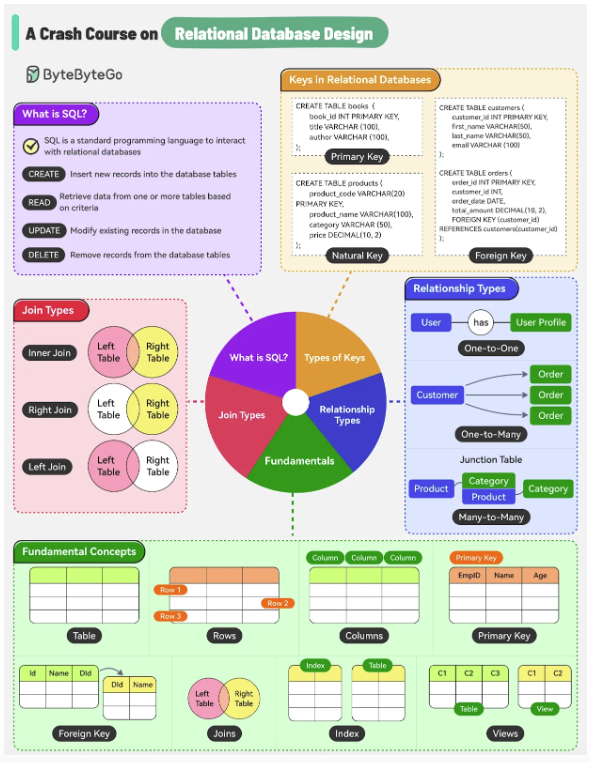 A Crash Course on Relational Database Design
ByteByteGo
What is SQL?
SQL is a standard programming language to interact
with relational databases
CREATE Insert new records into the database tables
READ Retrieve data from one or more tables based
on criteria
UPDATE Modify existing records in the database
DELETE Remove records from the database tables
Keys in Relational Databases
CREATE TABLE books (
book_id INT PRIMARY KEY,
title VARCHAR (100),
author VARCHAR (100),
);
Primary Key
CREATE TABLE products (
product_code VARCHAR(20)
PRIMARY KEY,
product_name VARCHAR(100),
category VARCHAR (50),
price DECIMAL(10, 2)
);
Natural Key
CREATE TABLE customers (
customer_id INT PRIMARY KEY,
first_name VARCHAR(50),
last_name VARCHAR(50),
email VARCHAR (100)
);
CREATE TABLE orders (
order_id INT PRIMARY KEY,
customer_id INT,
order_date DATE,
total_amount DECIMAL(10, 2),
FOREIGN KEY (customer_id)
REFERENCES customers(customer_id)
);
Foreign Key
Join Types
Inner Join
Left
Table
Right
Table
Right Join
Left
Table
Right
Table
Left Join
Left
Table
Right
Table
What is SQL?
Types of Keys
Join Types
Relationship
Types
Fundamentals
Relationship Types
User has User Profile
One-to-One
Customer
Order
Order
Order
One-to-Many
Junction Table
Product
Category
Product
Category
Many-to-Many
Fundamental Concepts
Table
Row 1
Row 2
Row 3
Rows
Column Column Column
Columns
Primary Key
EmpID Name Age
Primary Key
Id Name DId
DId Name
Foreign Key
Left
Table
Right
Table
Joins
Index
Table
Index
C1 C2 C3
Table
C1 C2
View
Views